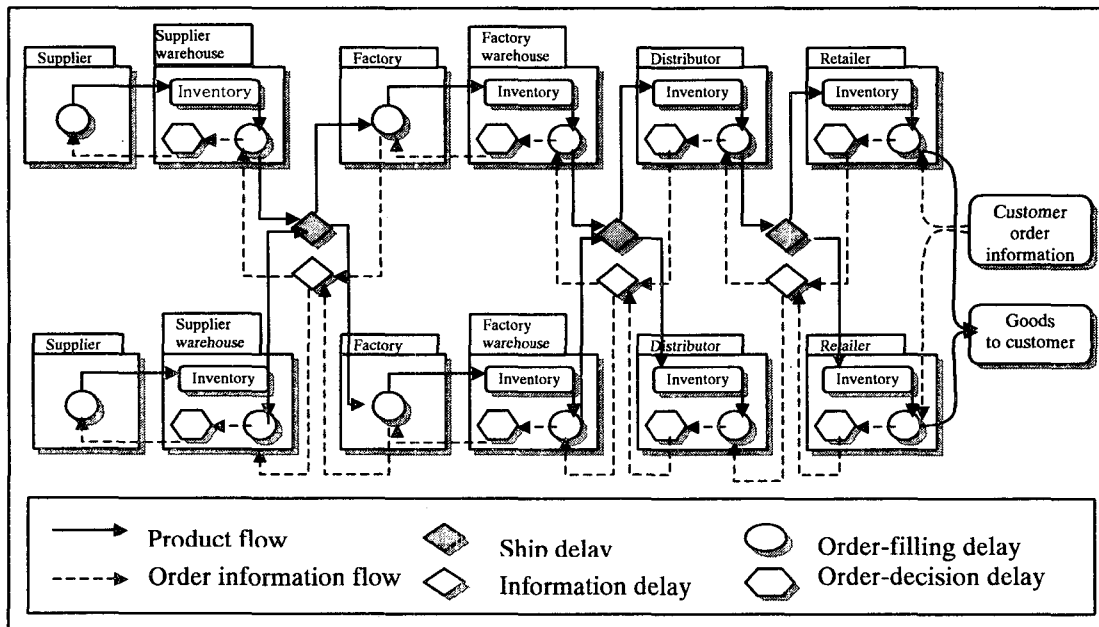 Supplier
Supplier
warehouse
Factory
Factory
warehouse
Distributor
Retailer
Inventory
Inventory
Inventory
Inventory
Customer
order
information
Goods
to customer
Supplier
Supplier
warehouse
Factory
Factory
warehouse
Distributor
Retailer
Inventory
Inventory
Inventory
Inventory
Product flow
Ship delay
Order-filling delay
Order information flow
Information delay
Order-decision delay